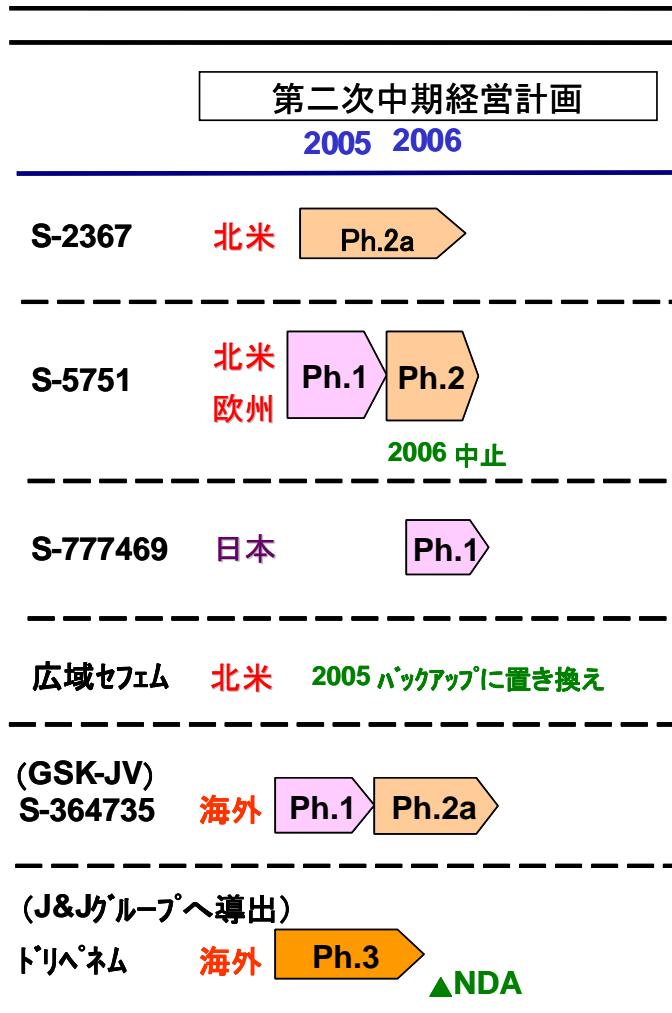 第二次中期経営計画
2005 2006
S-2367 北米 Ph.2a
S-5751 北米 欧州 Ph.1 Ph.2
2006 中止
S-777469 日本 Ph.1
広域セフェム 北米 2005 バックアップに置き換え
(GSK-JV)
S-364735 海外 Ph.1 Ph.2a
(J&Jグループへ導出)
ドリペネム 海外 Ph.3
▲NDA